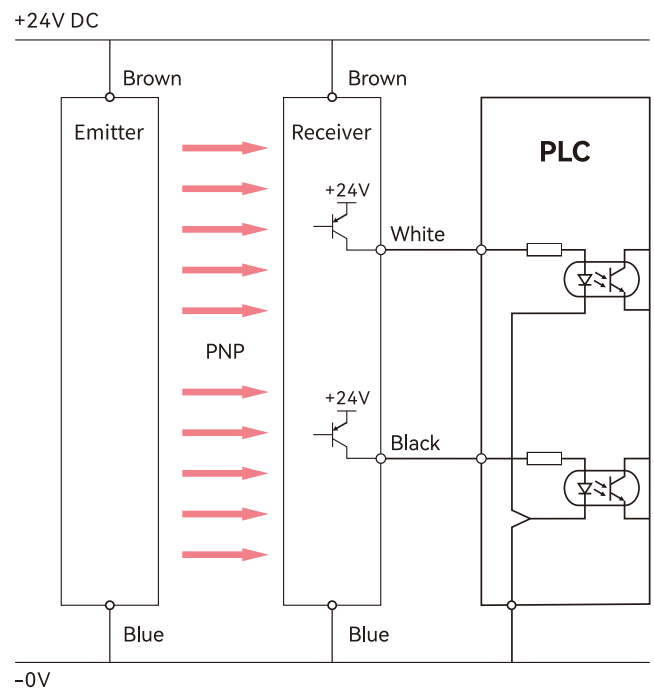 +24V DC
Brown
Brown
Emitter
Receiver
PLC
+24V
White
PNP
+24V
Black
Blue
Blue
-0V